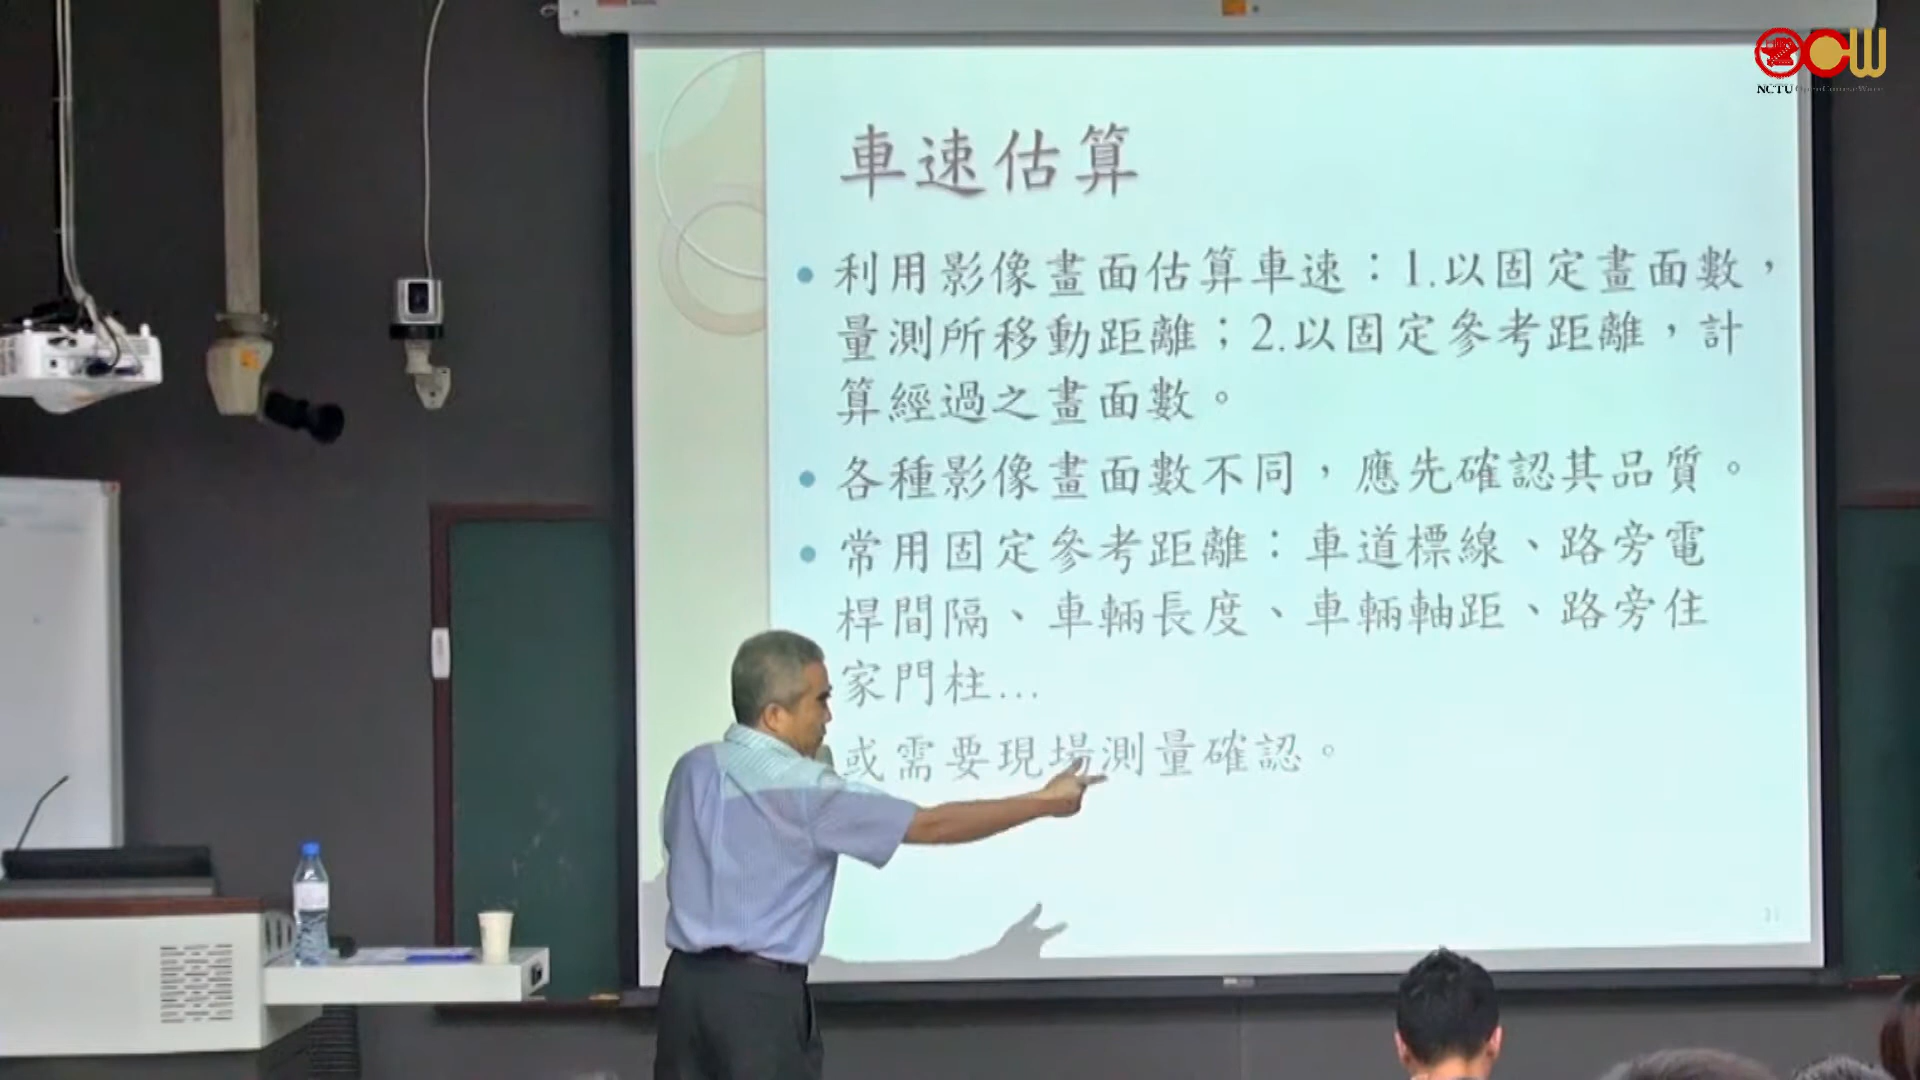 NCTU OpenCourseWare
車速估算
利用影像畫面估算車速：1.以固定畫面數，
量測所移動距離；2.以固定參考距離，計
算經過之畫面數。
各種影像畫面數不同，應先確認其品質。
常用固定參考距離：車道標線、路旁電
桿間隔、車輛長度、車輛軸距、路旁住
家門柱...
或需要現場測量確認。